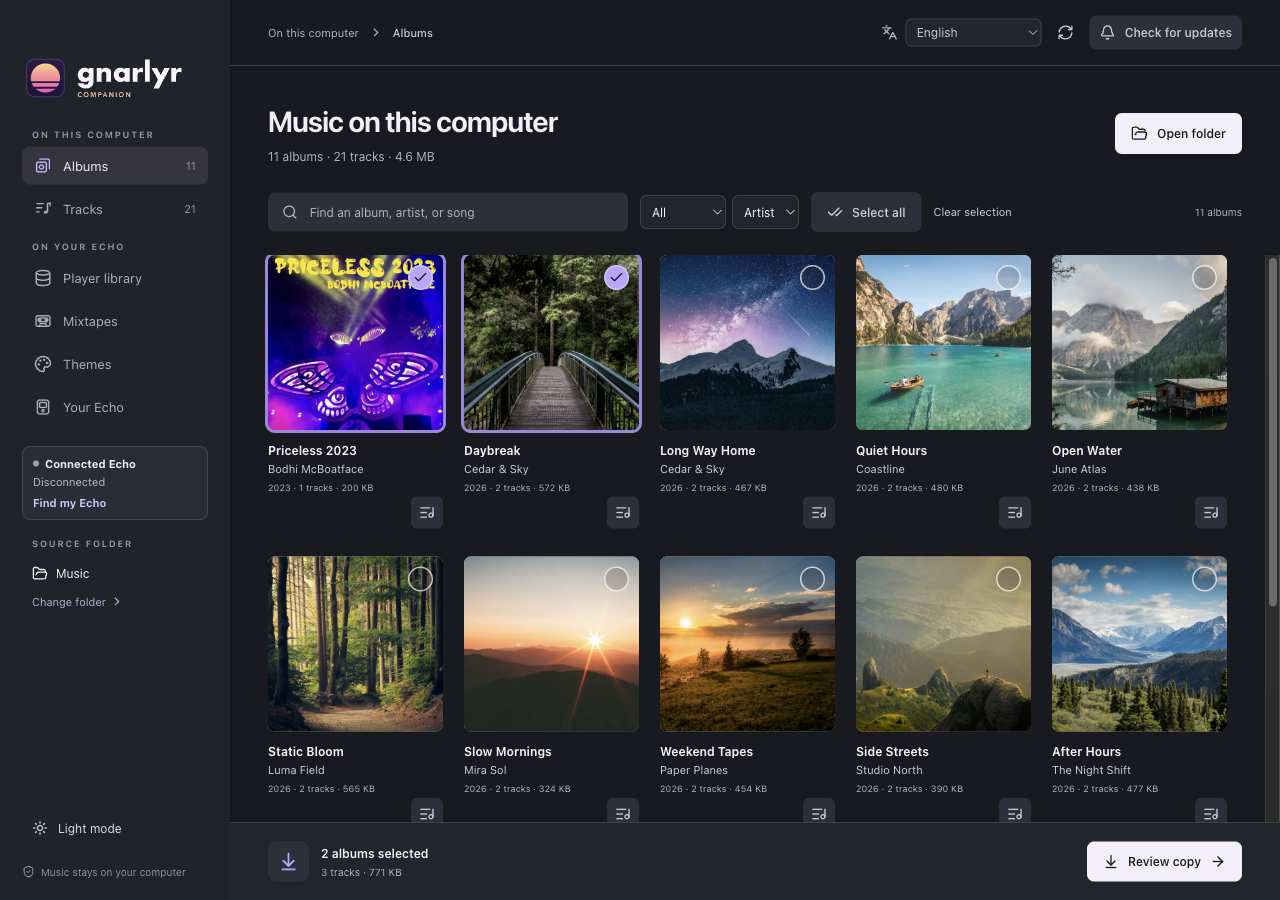 gnarlyr
COMPANION
ON THIS COMPUTER
Albums 11
Tracks 21
ON YOUR ECHO
Player library
Mixtapes
Themes
Your Echo
Connected Echo
Disconnected
Find my Echo
SOURCE FOLDER
Music
Change folder
Light mode
Music stays on your computer
On this computer > Albums
English
Check for updates
Music on this computer
11 albums · 21 tracks · 4.6 MB
Open folder
Find an album, artist, or song
All
Artist
Select all
Clear selection
11 albums
PRICELESS 2023
BODHI MCBOATFACE
Priceless 2023
Bodhi McBoatface
2023 · 1 tracks · 200 KB
Daybreak
Cedar & Sky
2026 · 2 tracks · 572 KB
Long Way Home
Cedar & Sky
2026 · 2 tracks · 467 KB
Quiet Hours
Coastline
2026 · 2 tracks · 480 KB
Open Water
June Atlas
2026 · 2 tracks · 438 KB
Static Bloom
Luma Field
2026 · 2 tracks · 565 KB
Slow Mornings
Mira Sol
2026 · 2 tracks · 324 KB
Weekend Tapes
Paper Planes
2026 · 2 tracks · 454 KB
Side Streets
Studio North
2026 · 2 tracks · 390 KB
After Hours
The Night Shift
2026 · 2 tracks · 477 KB
2 albums selected
3 tracks · 771 KB
Review copy